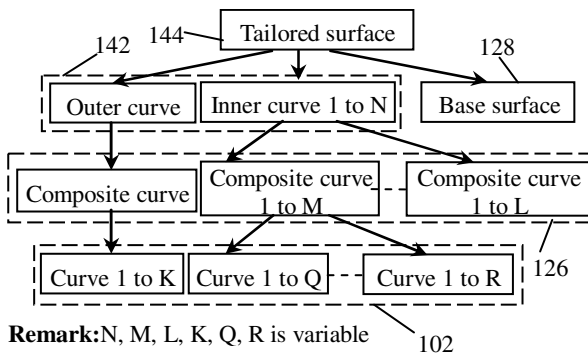 142
144
Tailored surface
128
Outer curve
Inner curve 1 to N
Base surface
Composite curve
Composite curve
1 to M
Composite curve
1 to L
126
Curve 1 to K
Curve 1 to Q
Curve 1 to R
102
Remark:N, M, L, K, Q, R is variable